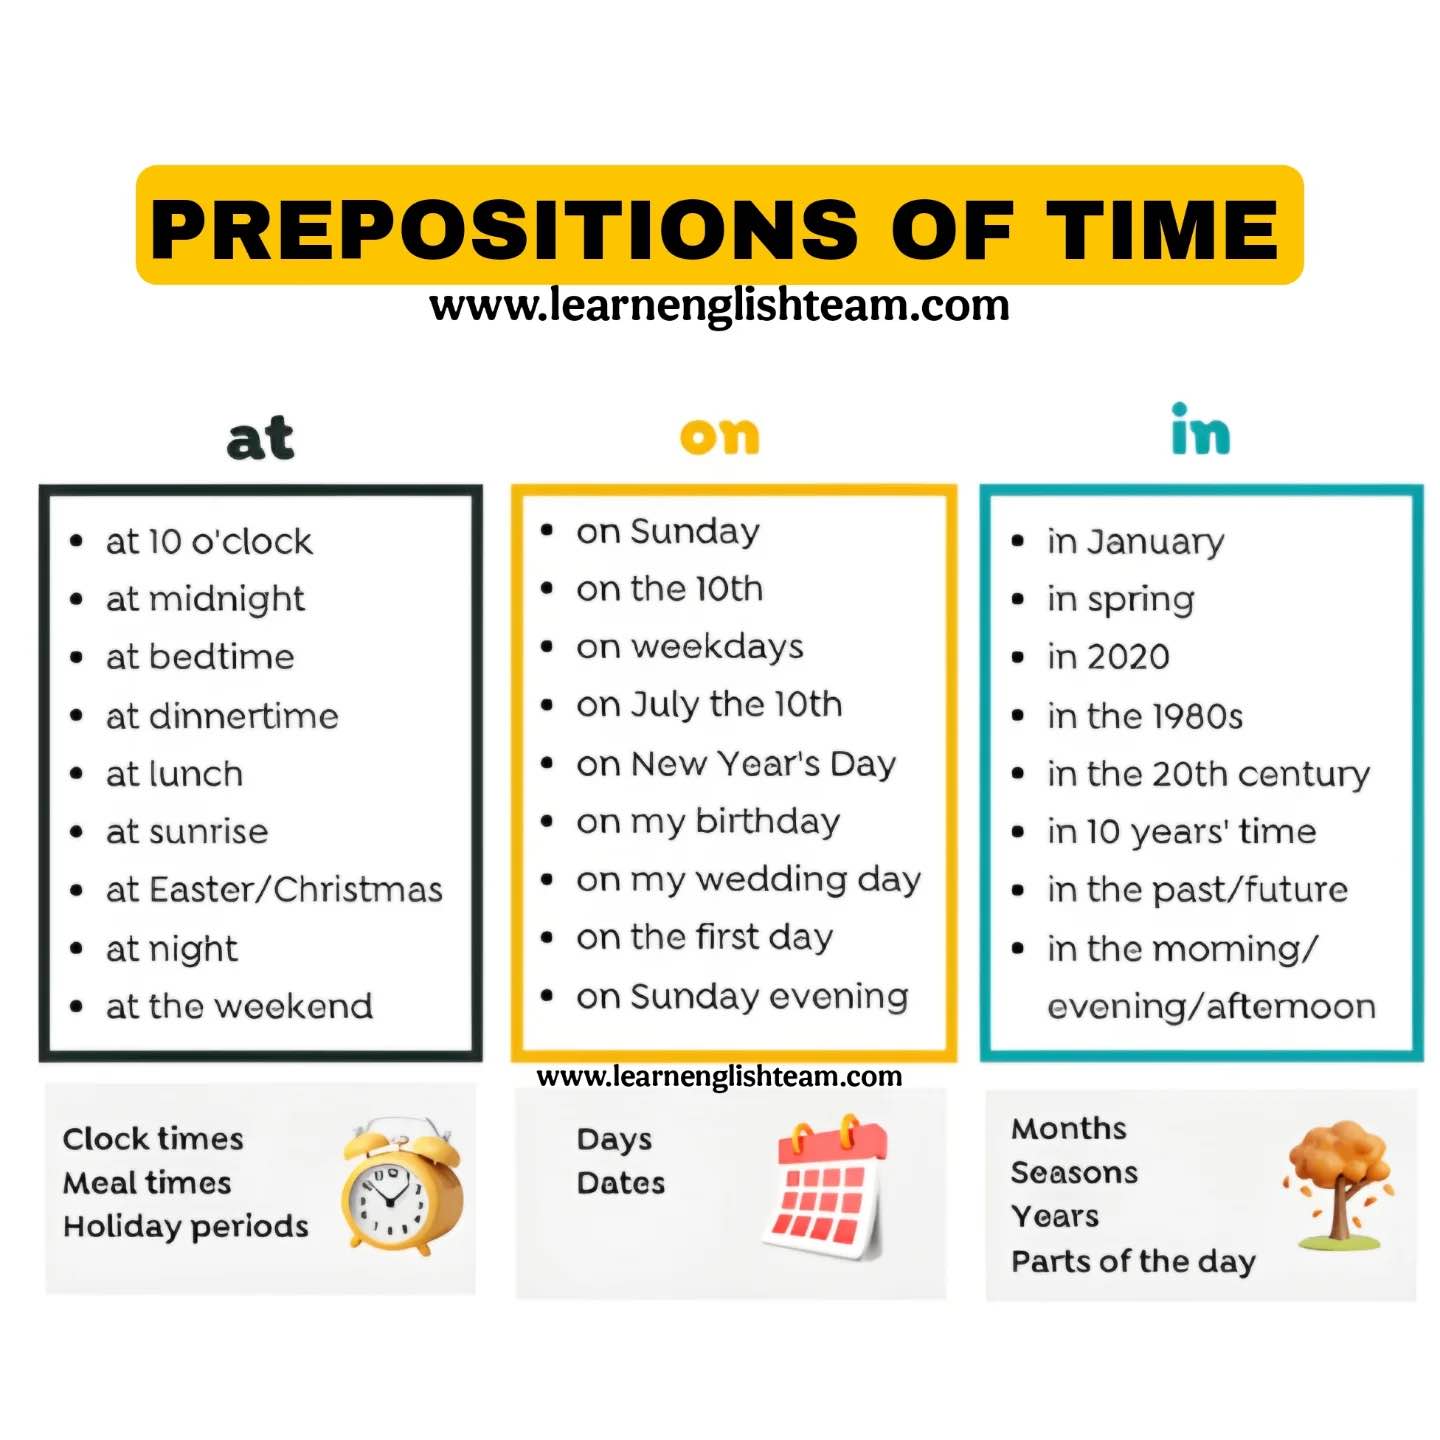 PREPOSITIONS OF TIME
www.learnenglishteam.com
at
at 10 o'clock
at midnight
at bedtime
at dinnertime
at lunch
at sunrise
at Easter/Christmas
at night
at the weekend
Clock times
Meal times
Holiday periods
on
on Sunday
on the 10th
on weekdays
on July the 10th
on New Year's Day
on my birthday
on my wedding day
on the first day
on Sunday evening
www.learnenglishteam.com
Days
Dates
in
in January
in spring
in 2020
in the 1980s
in the 20th century
in 10 years' time
in the past/future
in the morning/
evening/afternoon
Months
Seasons
Years
Parts of the day